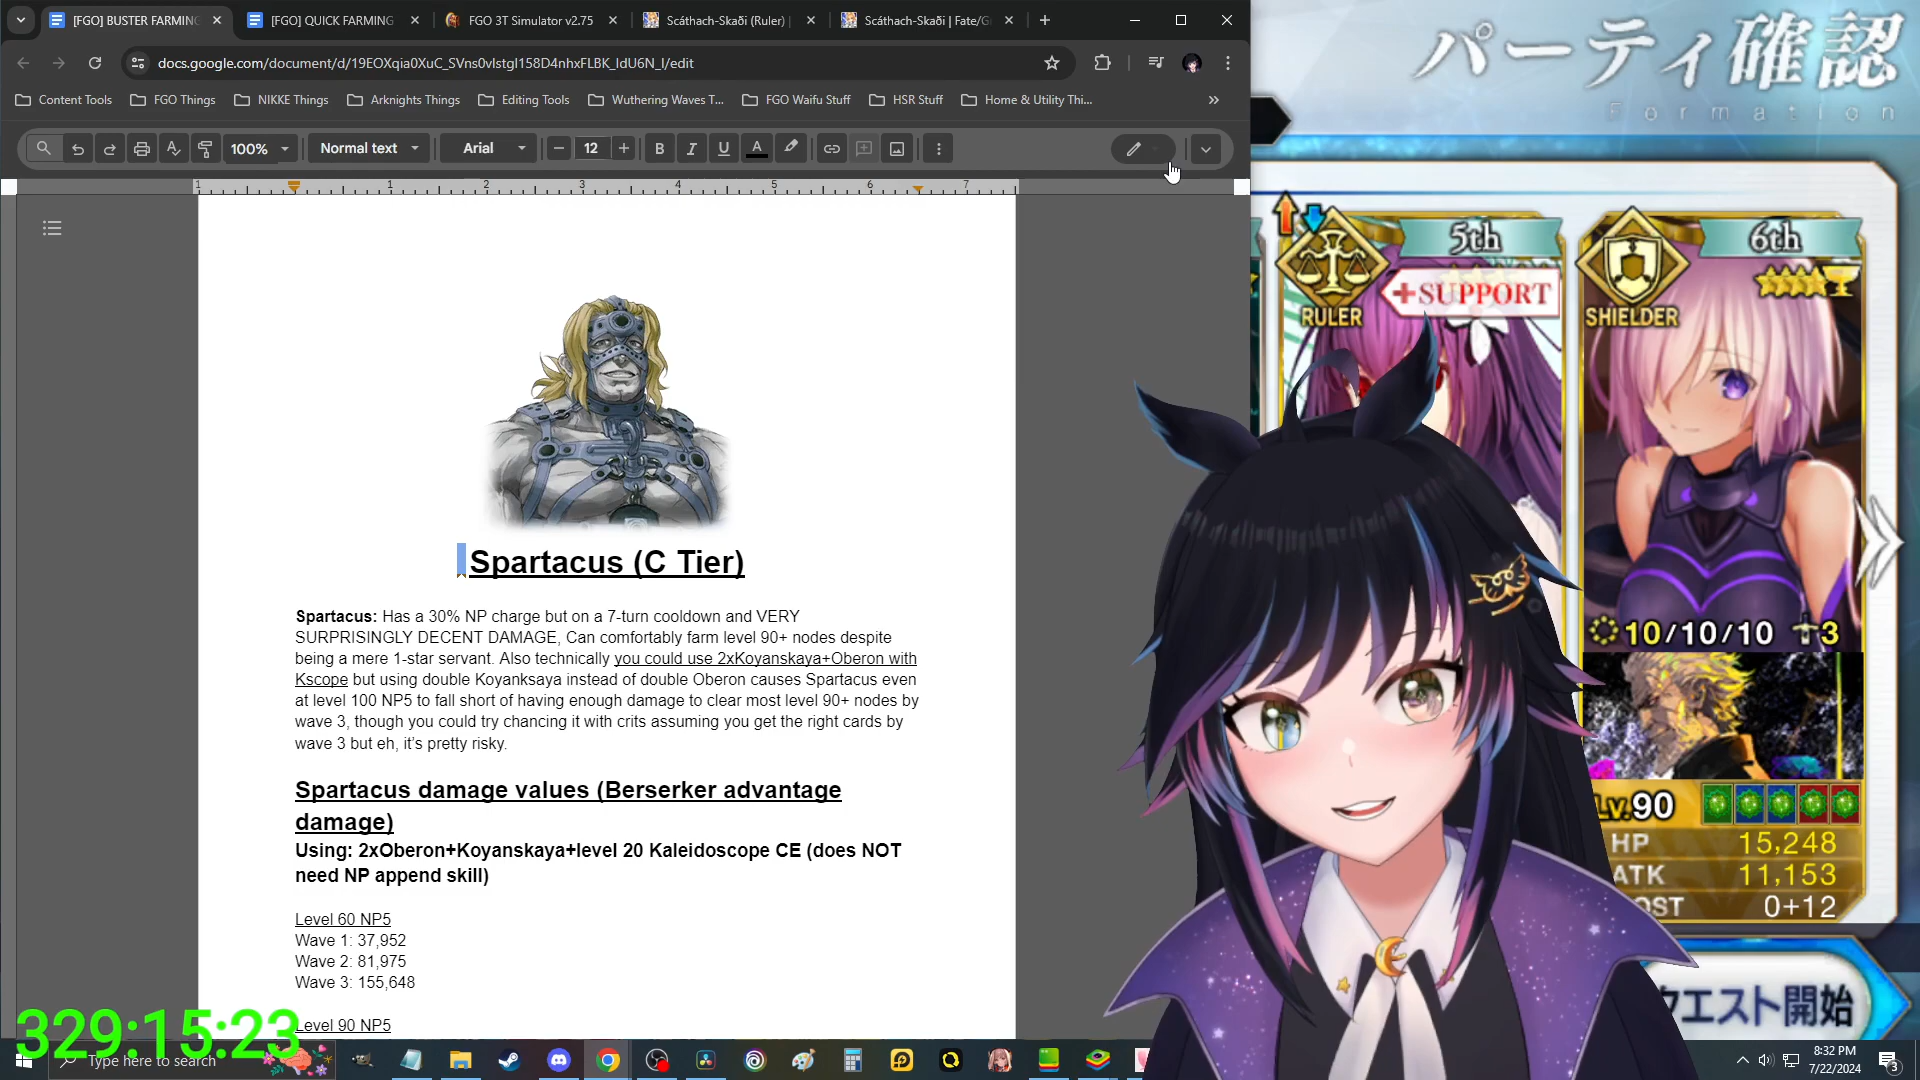 [FGO] BUSTER FARMING
[FGO] QUICK FARMING
FGO 3T Simulator v2.75
Scáthach-Skaði (Ruler) |
Scáthach-Skaði | Fate/G
docs.google.com/document/d/19EOXqia0XuC_SVns0vlstgl158D4nhxFLBK_IdU6N_I/edit
Content Tools
FGO Things
NIKKE Things
Arknights Things
Editing Tools
Wuthering Waves T...
FGO Waifu Stuff
HSR Stuff
Home & Utility Thi...
100%
Normal text
Arial
12
B I U A
1 1 2 3 4 5 6 7
Spartacus (C Tier)
Spartacus: Has a 30% NP charge but on a 7-turn cooldown and VERY
SURPRISINGLY DECENT DAMAGE, Can comfortably farm level 90+ nodes despite
being a mere 1-star servant. Also technically you could use 2xKoyanskaya+Oberon with
Kscope but using double Koyanksaya instead of double Oberon causes Spartacus even
at level 100 NP5 to fall short of having enough damage to clear most level 90+ nodes by
wave 3, though you could try chancing it with crits assuming you get the right cards by
wave 3 but eh, it's pretty risky.
Spartacus damage values (Berserker advantage
damage)
Using: 2xOberon+Koyanskaya+level 20 Kaleidoscope CE (does NOT
need NP append skill)
Level 60 NP5
Wave 1: 37,952
Wave 2: 81,975
Wave 3: 155,648
Level 90 NP5
329:15:23
Type here to search
8:32 PM
7/22/2024
3
パーティ確認
Formation
5th
+SUPPORT
RULER
6th
SHIELDER
10/10/10
3
Lv.90
HP
15,248
ATK
11,153
OST
0+12
クエスト開始